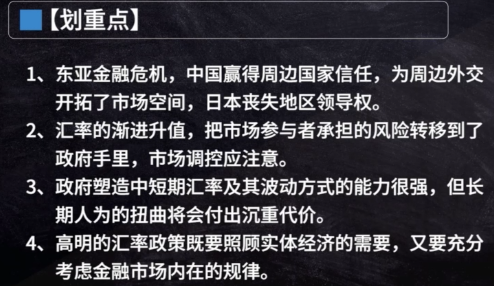 【划重点】
1、东亚金融危机，中国赢得周边国家信任，为周边外交
开拓了市场空间，日本丧失地区领导权。
2、汇率的渐进升值，把市场参与者承担的风险转移到了
政府手里，市场调控应注意。
3、政府塑造中短期汇率及其波动方式的能力很强，但长
期人为的扭曲将会付出沉重代价。
4、高明的汇率政策既要照顾实体经济的需要，又要充分
考虑金融市场内在的规律。